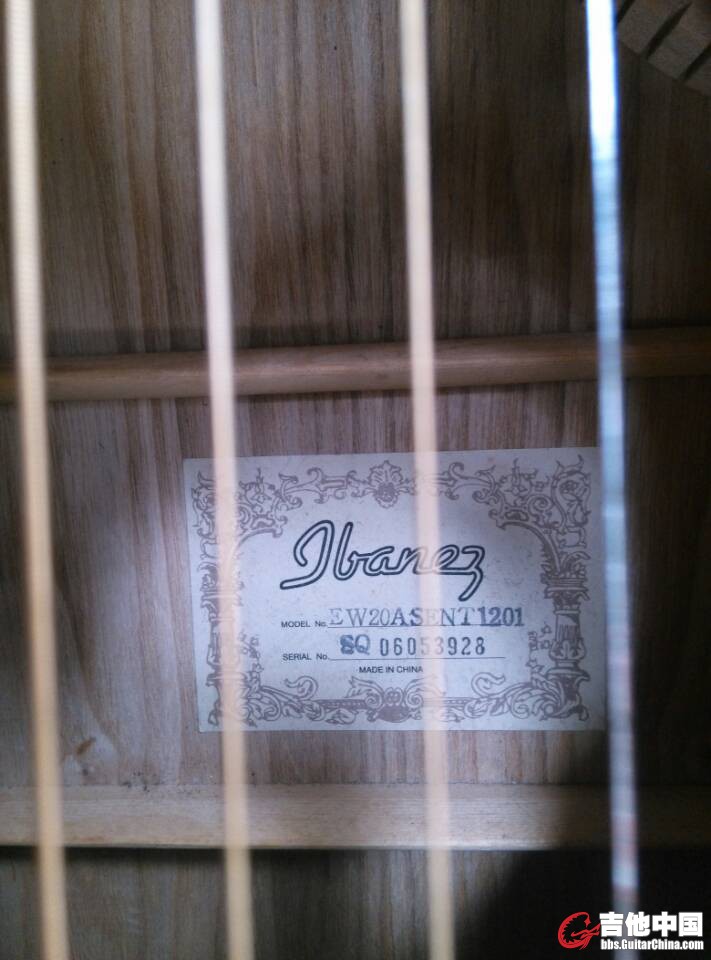 Ibanez
MODEL No. EW20ASENT1201
SERIAL No. SQ 06053928
MADE IN CHINA
吉他中国
bbs.GuitarChina.com